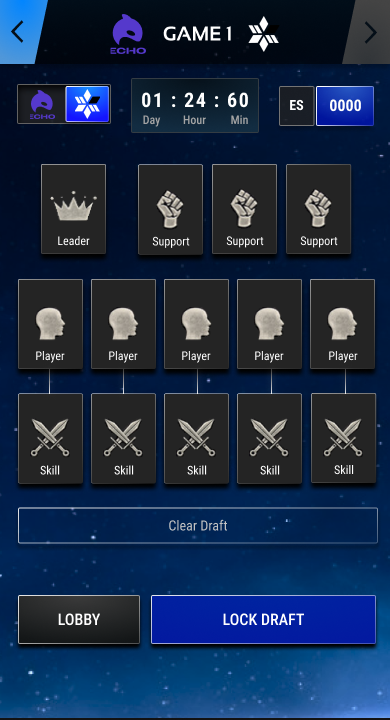 ECHO
GAME 1
ECHO
01 : 24 : 60
Day Hour Min
ES
0000
Leader
Support
Support
Support
Player
Player
Player
Player
Player
Skill
Skill
Skill
Skill
Skill
Clear Draft
LOBBY
LOCK DRAFT